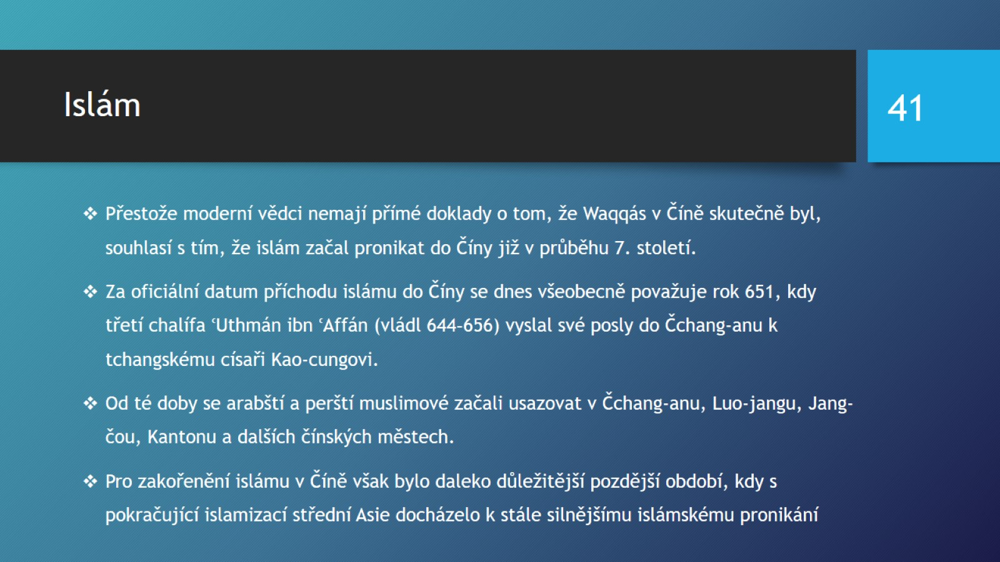 Islám
41
❖ Přestože moderní vědci nemají přímé doklady o tom, že Waqqás v Číně skutečně byl,
souhlasí s tím, že islám začal pronikat do Číny již v průběhu 7. století.
❖ Za oficiální datum příchodu islámu do Číny se dnes všeobecně považuje rok 651, kdy
třetí chalífa ʿUthmán ibn ʿAffán (vládl 644-656) vyslal své posly do Čchang-anu k
tchangskému císaři Kao-cungovi.
❖ Od té doby se arabští a perští muslimové začali usazovat v Čchang-anu, Luo-jangu, Jang-
čou, Kantonu a dalších čínských městech.
❖ Pro zakořenění islámu v Číně však bylo daleko důležitější pozdější období, kdy s
pokračující islamizací střední Asie docházelo k stále silnějšímu islámskému pronikání